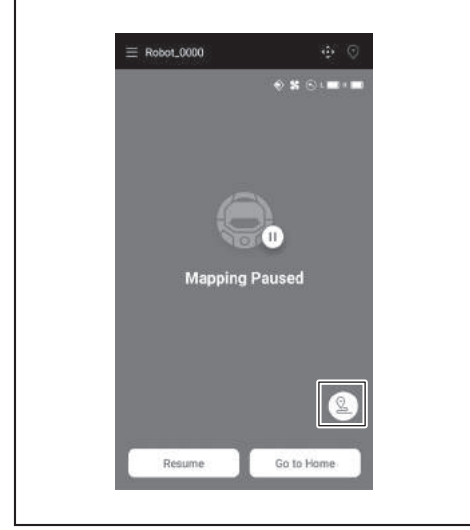 Robot_0000
L R
Mapping Paused
Resume
Go to Home